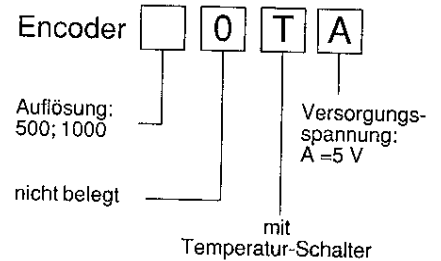 Encoder 0 T A
Auflösung:
500; 1000
Versorgungs-
spannung:
A =5 V
nicht belegt
mit
Temperatur-Schalter